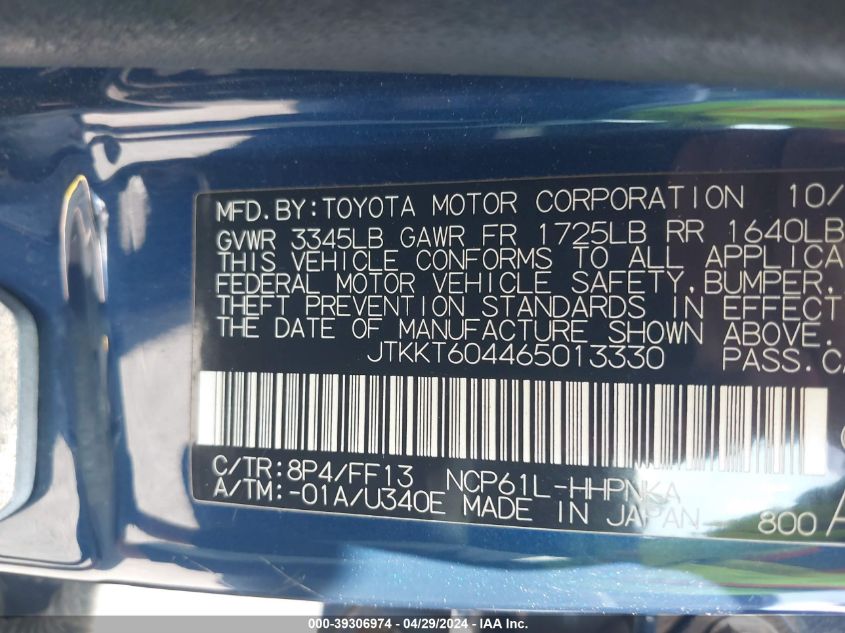 MFD.BY:TOYOTA MOTOR CORPORATION 10/
GVWR 3345LB GAWR FR 1725LB RR 1640LB
THIS VEHICLE CONFORMS TO ALL APPLICA
FEDERAL MOTOR VEHICLE SAFETY,BUMPER,
THEFT PREVENTION STANDARDS IN EFFECT
THE DATE OF MANUFACTURE SHOWN ABOVE.
JTKKT604465013330 PASS.CA
C/TR:8P4/FF13 NCP61L-HHPNKA
A/TM:-01A/U340E MADE IN JAPAN 800
000-39306974 / 04/29/2024 - IAA Inc.